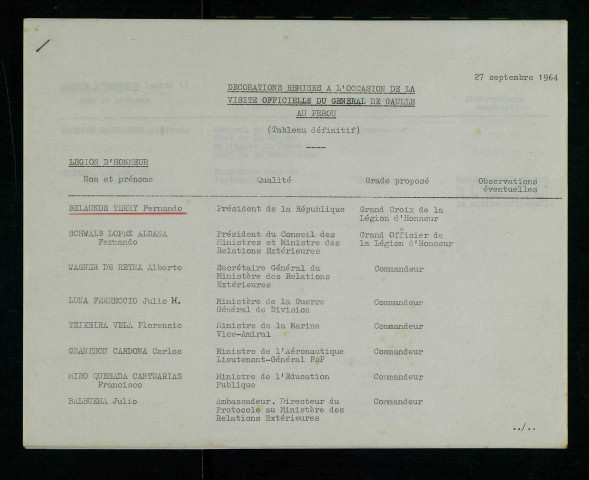 27 septembre 1964
DECORATIONS REMISES A L'OCCASION DE LA
VISITE OFFICIELLE DU GENERAL DE GAULLE
AU PEROU
(Tableau définitif)
LEGION D'HONNEUR
Nom et prénoms Qualité Grade proposé Observations
éventuelles
BELAUNDE TERRY Fernando Président de la République Grand Croix de la
Légion d'Honneur
SCHWALB LOPEZ ALDANA Président du Conseil des Grand Officier de
Fernando Ministres et Ministre des la Légion d'Honneur
Relations Extérieures
WAGNER DE REYNA Alberto Secrétaire Général du Commandeur
Ministère des Relations
Extérieures
LUNA FERRECCIO Julio H. Ministère de la Guerre Commandeur
Général de Division
TEIXEIRA VELA Florencio Ministre de la Marine Commandeur
Vice-Amiral
GRANTHON CARDONA Carlos Ministre de l'Aéronautique Commandeur
Lieutenant-Général PAP
MIRO QUESADA CANTUARIAS Ministre de l'Education Commandeur
Francisco Publique
BALBUENA Julio Ambassadeur, Directeur du Commandeur
Protocole au Ministère des
Relations Extérieures
../..